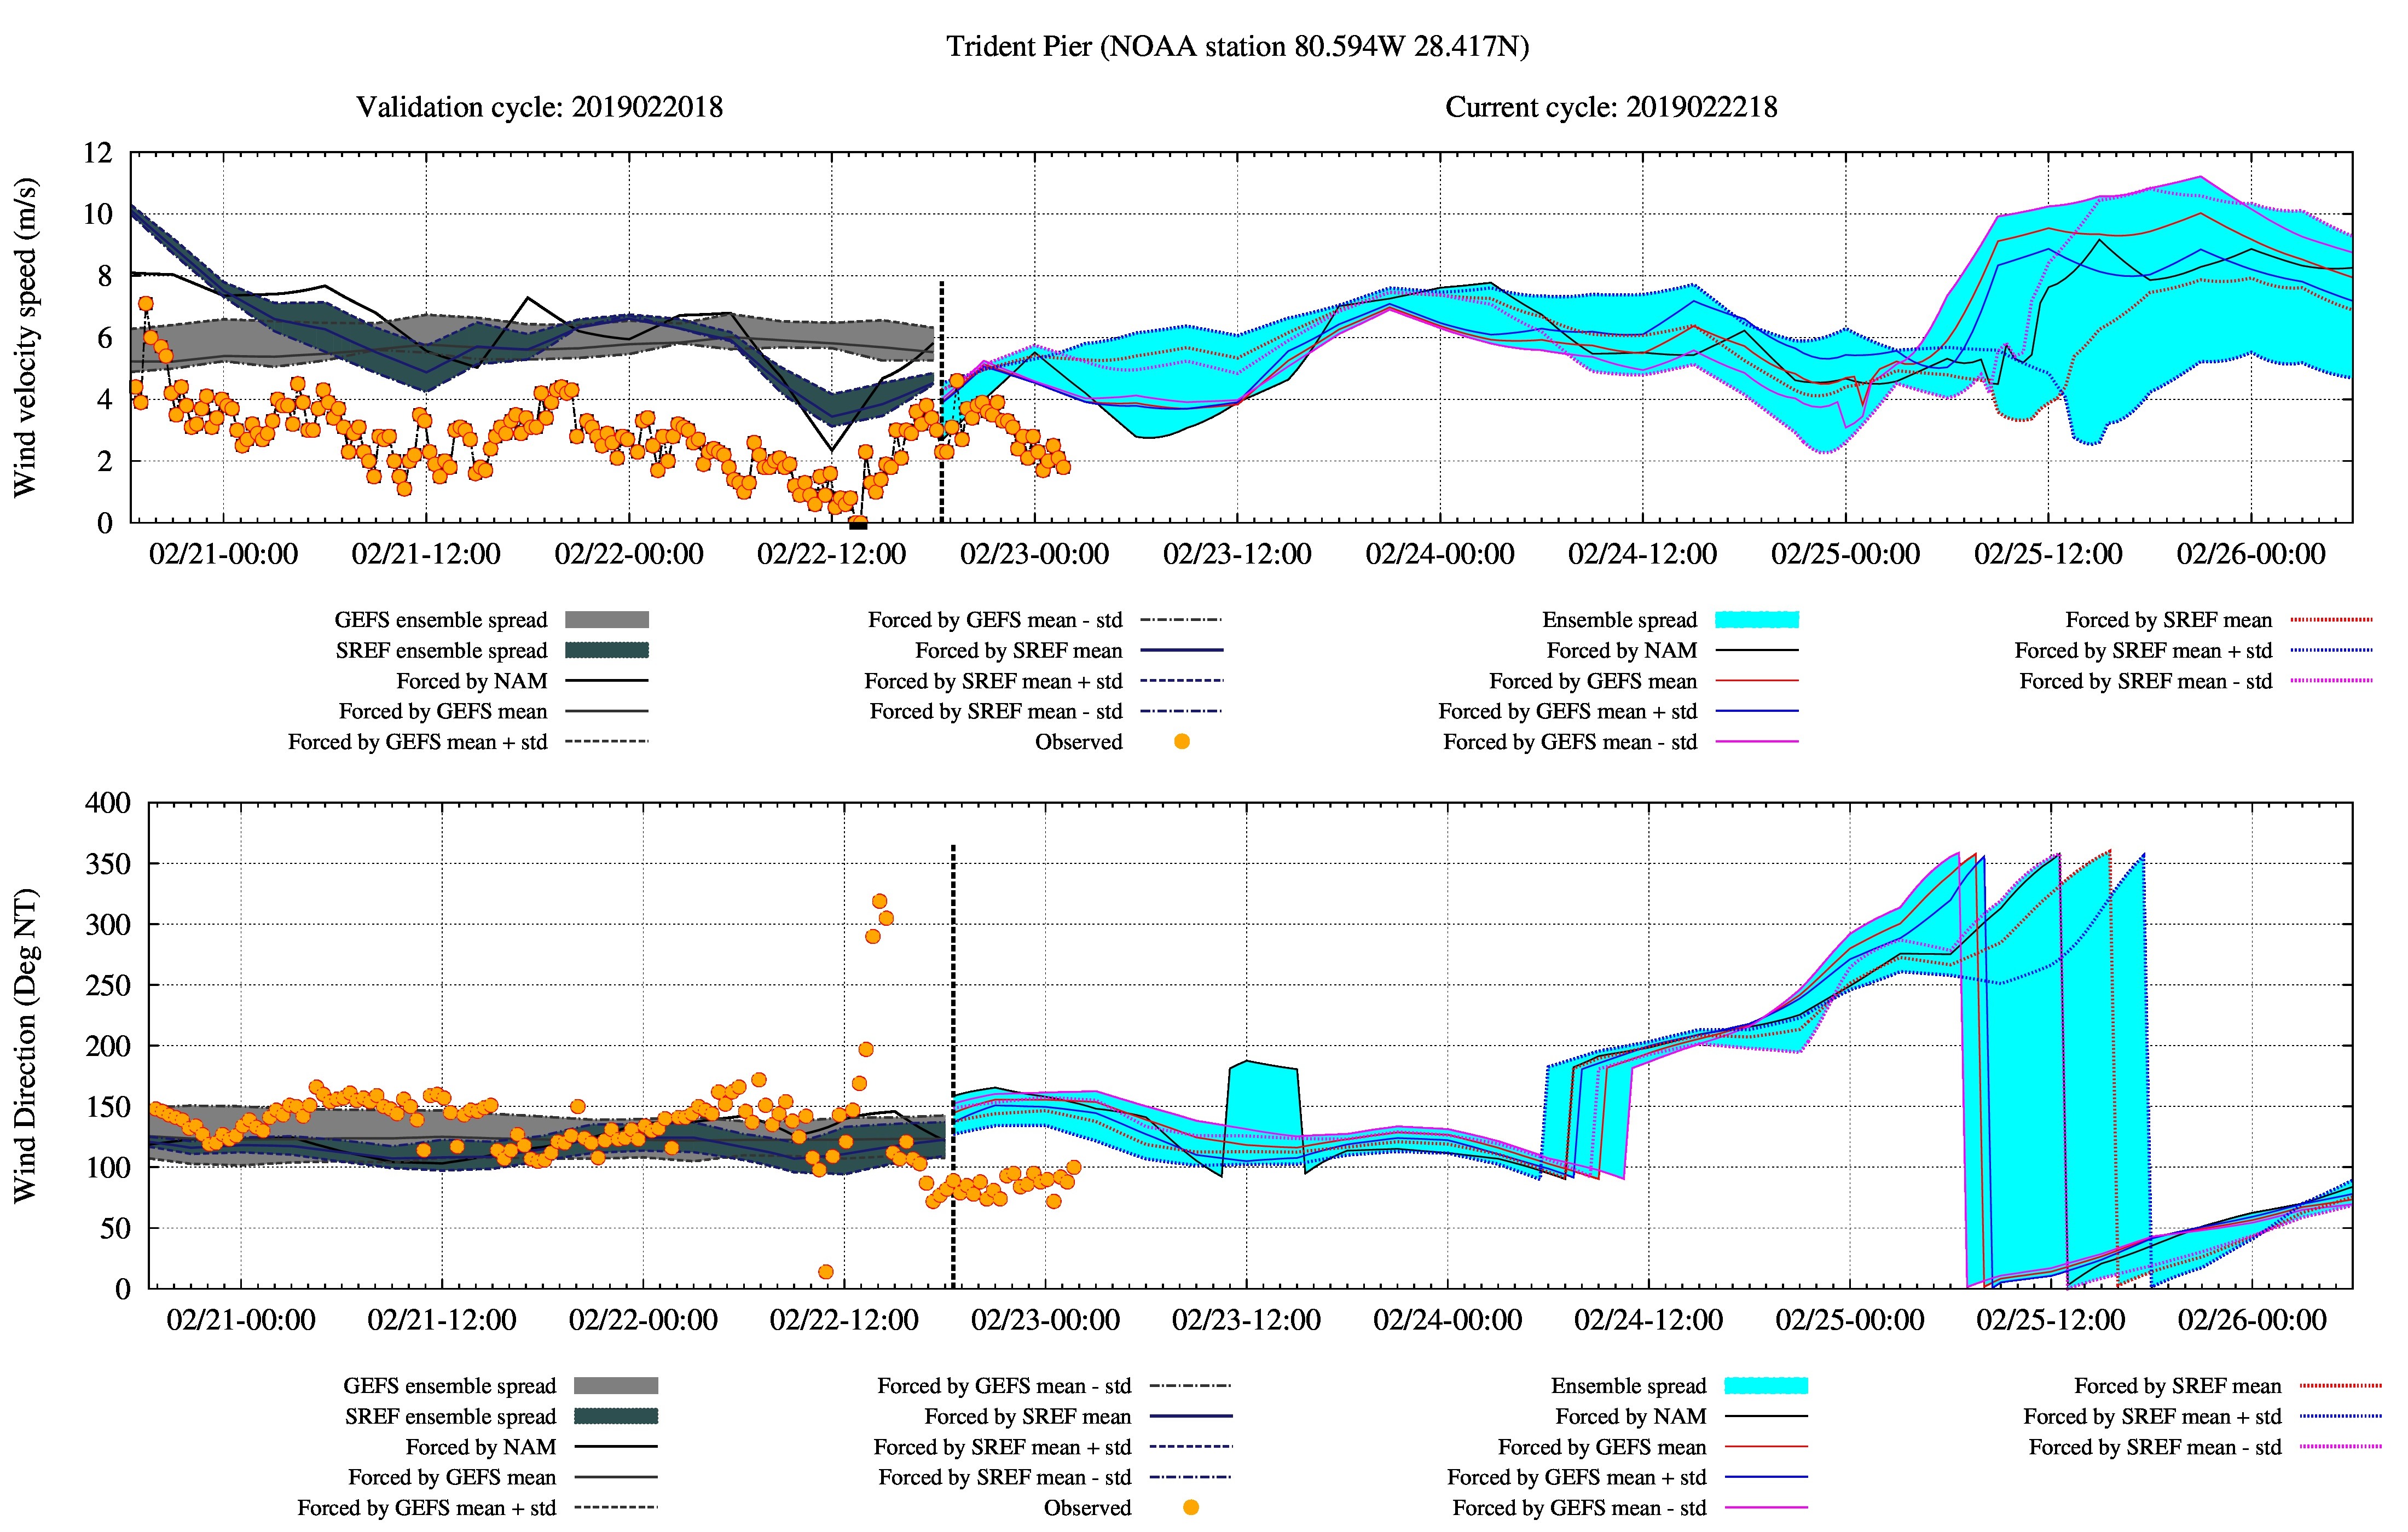 Trident Pier (NOAA station 80.594W 28.417N)
Validation cycle: 2019022018 Current cycle: 2019022218
Wind velocity speed (m/s)
12
10
8
6
4
2
0
02/21-00:00 02/21-12:00 02/22-00:00 02/22-12:00 02/23-00:00 02/23-12:00 02/24-00:00 02/24-12:00 02/25-00:00 02/25-12:00 02/26-00:00
GEFS ensemble spread Forced by GEFS mean - std Ensemble spread Forced by SREF mean
SREF ensemble spread Forced by SREF mean Forced by NAM Forced by SREF mean + std
Forced by NAM Forced by SREF mean + std Forced by GEFS mean Forced by SREF mean - std
Forced by GEFS mean Forced by SREF mean - std Forced by GEFS mean + std
Forced by GEFS mean + std Observed Forced by GEFS mean - std
Wind Direction (Deg NT)
400
350
300
250
200
150
100
50
0
02/21-00:00 02/21-12:00 02/22-00:00 02/22-12:00 02/23-00:00 02/23-12:00 02/24-00:00 02/24-12:00 02/25-00:00 02/25-12:00 02/26-00:00
GEFS ensemble spread Forced by GEFS mean - std Ensemble spread Forced by SREF mean
SREF ensemble spread Forced by SREF mean Forced by NAM Forced by SREF mean + std
Forced by NAM Forced by SREF mean + std Forced by GEFS mean Forced by SREF mean - std
Forced by GEFS mean Forced by SREF mean - std Forced by GEFS mean + std
Forced by GEFS mean + std Observed Forced by GEFS mean - std